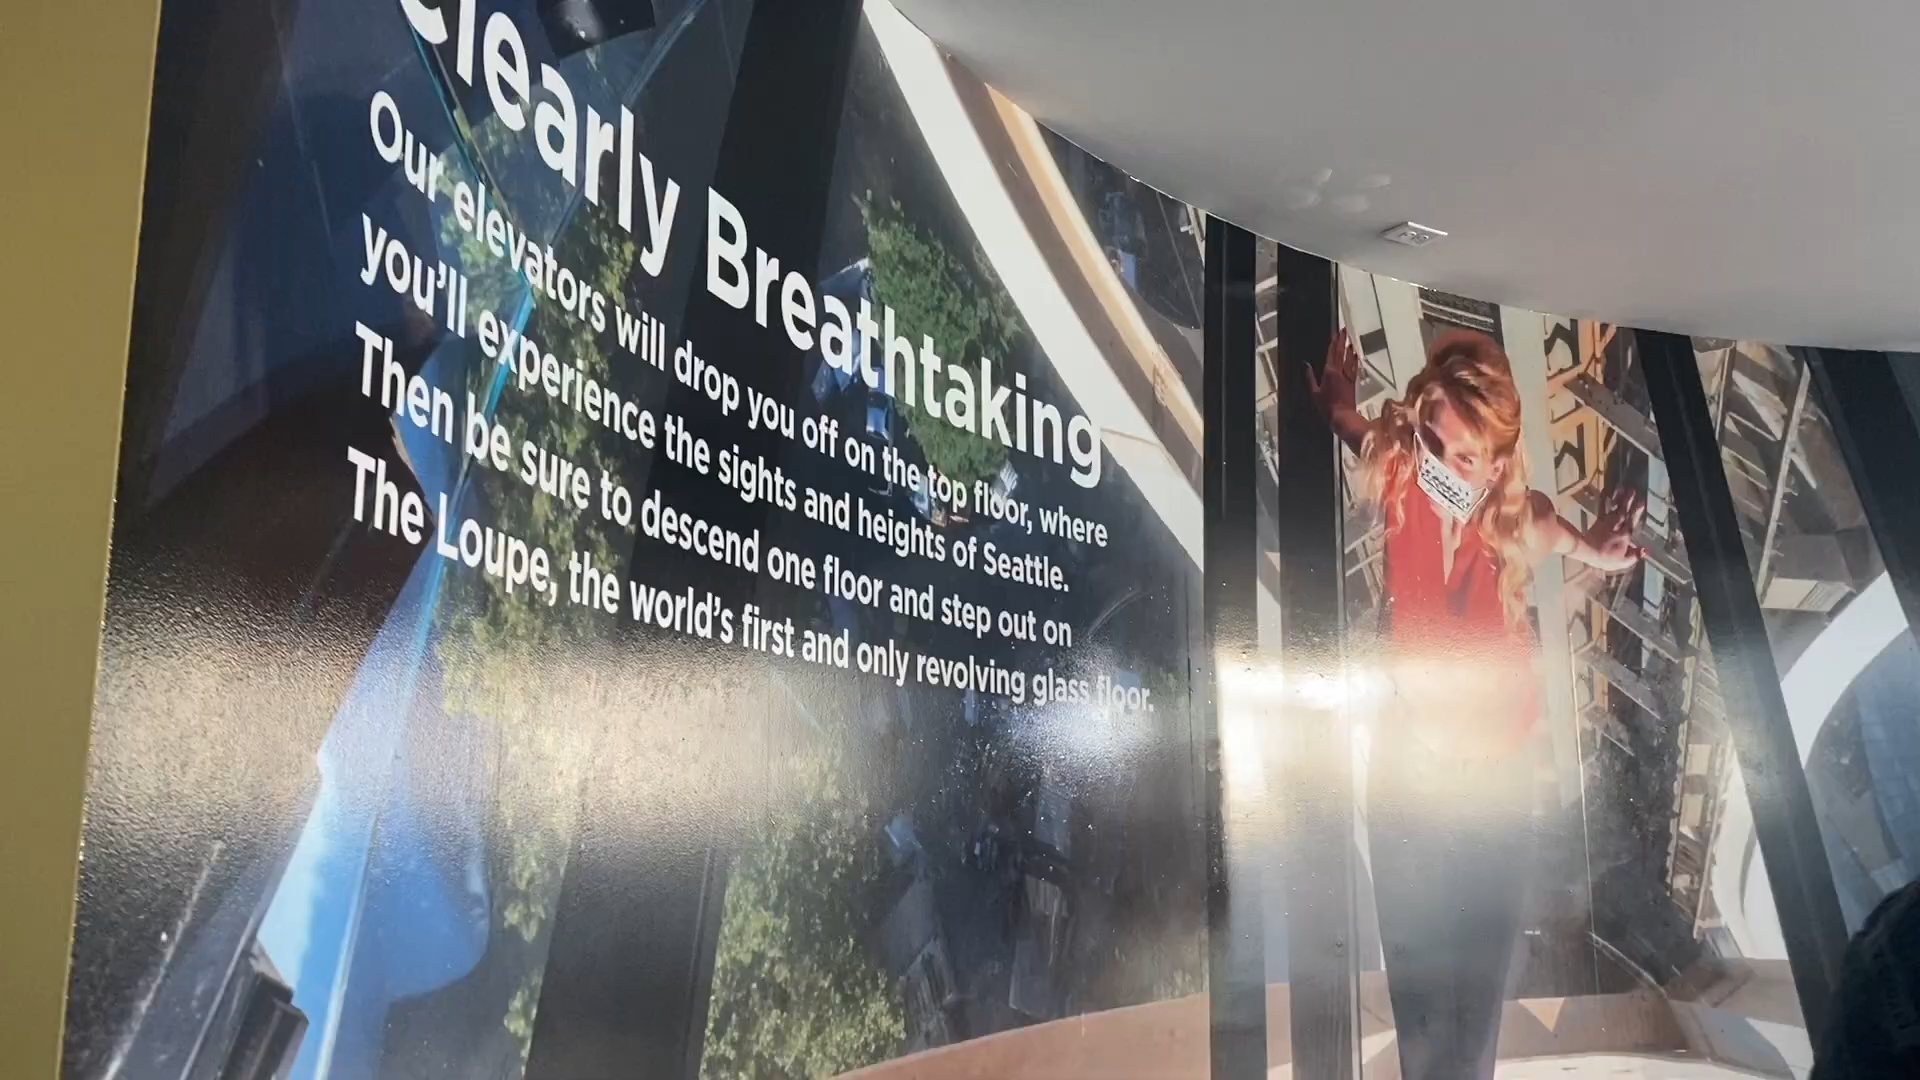 Clearly Breathtaking
Our elevators will drop you off on the top floor, where
you'll experience the sights and heights of Seattle.
Then be sure to descend one floor and step out on
The Loupe, the world's first and only revolving glass floor.